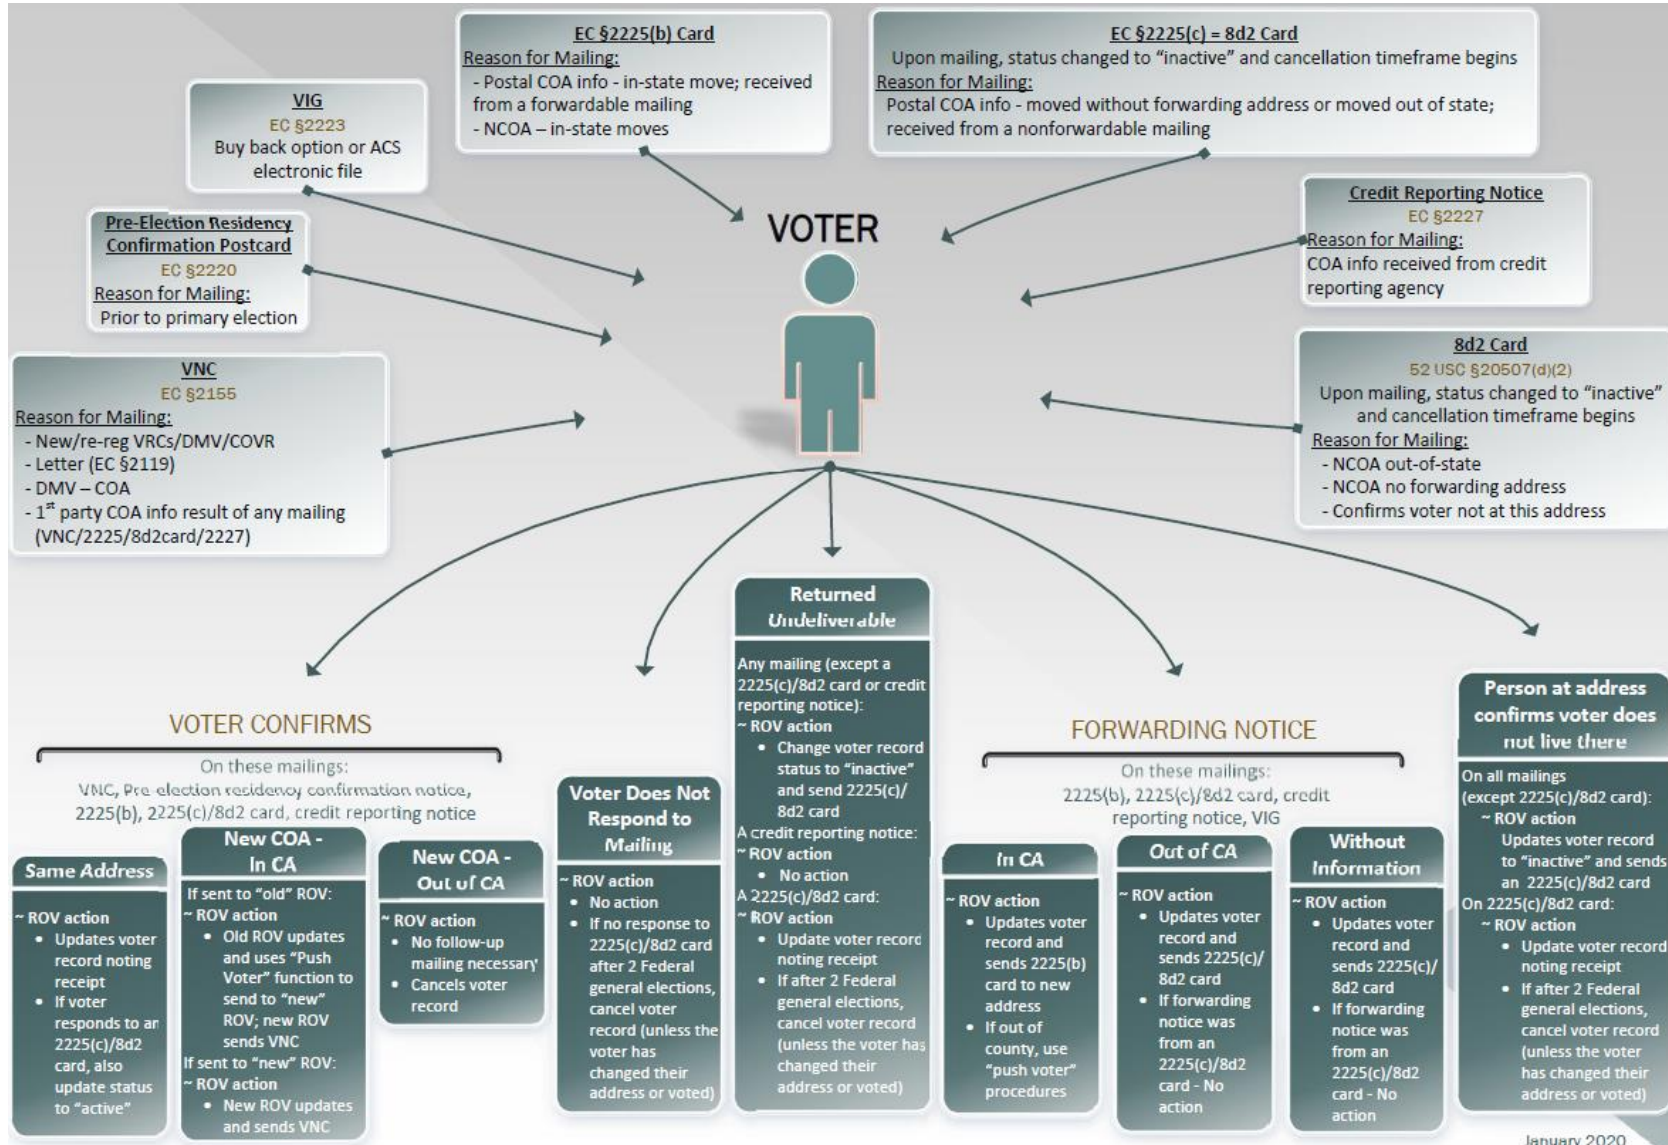 EC §2225(b) Card
Reason for Mailing:
- Postal COA info - in-state move; received
from a forwardable mailing
- NCOA – in-state moves
EC §2225(c) = 8d2 Card
Upon mailing, status changed to “inactive” and cancellation timeframe begins
Reason for Mailing:
Postal COA info - moved without forwarding address or moved out of state;
received from a nonforwardable mailing
VIG
EC §2223
Buy back option or ACS
electronic file
Pre-Election Residency
Confirmation Postcard
EC §2220
Reason for Mailing:
Prior to primary election
VNC
EC §2155
Reason for Mailing:
- New/re-reg VRCs/DMV/COVR
- Letter (EC §2119)
- DMV – COA
- 1st party COA info result of any mailing
(VNC/2225/8d2card/2227)
VOTER
Credit Reporting Notice
EC §2227
Reason for Mailing:
COA info received from credit
reporting agency
8d2 Card
52 USC §20507(d)(2)
Upon mailing, status changed to “inactive”
and cancellation timeframe begins
Reason for Mailing:
- NCOA out-of-state
- NCOA no forwarding address
- Confirms voter not at this address
VOTER CONFIRMS
On these mailings:
VNC, Pre-election residency confirmation notice,
2225(b), 2225(c)/8d2 card, credit reporting notice
Same Address
~ ROV action
• Updates voter
record noting
receipt
• If voter
responds to an
2225(c)/8d2
card, also
update status
to “active”
New COA -
In CA
If sent to “old” ROV:
~ ROV action
• Old ROV updates
and uses “Push
Voter” function to
send to “new”
ROV; new ROV
sends VNC
If sent to “new” ROV:
~ ROV action
• New ROV updates
and sends VNC
New COA -
Out of CA
~ ROV action
• No follow-up
mailing necessary
• Cancels voter
record
Voter Does Not
Respond to
Mailing
~ ROV action
• No action
• If no response to
2225(c)/8d2 card
after 2 Federal
general elections,
cancel voter
record (unless the
voter has
changed their
address or voted)
Returned
Undeliverable
Any mailing (except a
2225(c)/8d2 card or credit
reporting notice):
~ ROV action
• Change voter record
status to “inactive”
and send 2225(c)/
8d2 card
A credit reporting notice:
~ ROV action
• No action
A 2225(c)/8d2 card:
~ ROV action
• Update voter record
noting receipt
• If after 2 Federal
general elections,
cancel voter record
(unless the voter has
changed their
address or voted)
FORWARDING NOTICE
On these mailings:
2225(b), 2225(c)/8d2 card, credit
reporting notice, VIG
In CA
~ ROV action
• Updates voter
record and
sends 2225(b)
card to new
address
• If out of
county, use
“push voter”
procedures
Out of CA
~ ROV action
• Updates voter
record and
sends 2225(c)/
8d2 card
• If forwarding
notice was
from an
2225(c)/8d2
card - No
action
Without
Information
~ ROV action
• Updates voter
record and
sends 2225(c)/
8d2 card
• If forwarding
notice was
from an
2225(c)/8d2
card - No
action
Person at address
confirms voter does
not live there
On all mailings
(except 2225(c)/8d2 card):
~ ROV action
Updates voter record
to “inactive” and sends
an 2225(c)/8d2 card
On 2225(c)/8d2 card:
~ ROV action
• Update voter record
noting receipt
• If after 2 Federal
general elections,
cancel voter record
(unless the voter
has changed their
address or voted)
January 2020